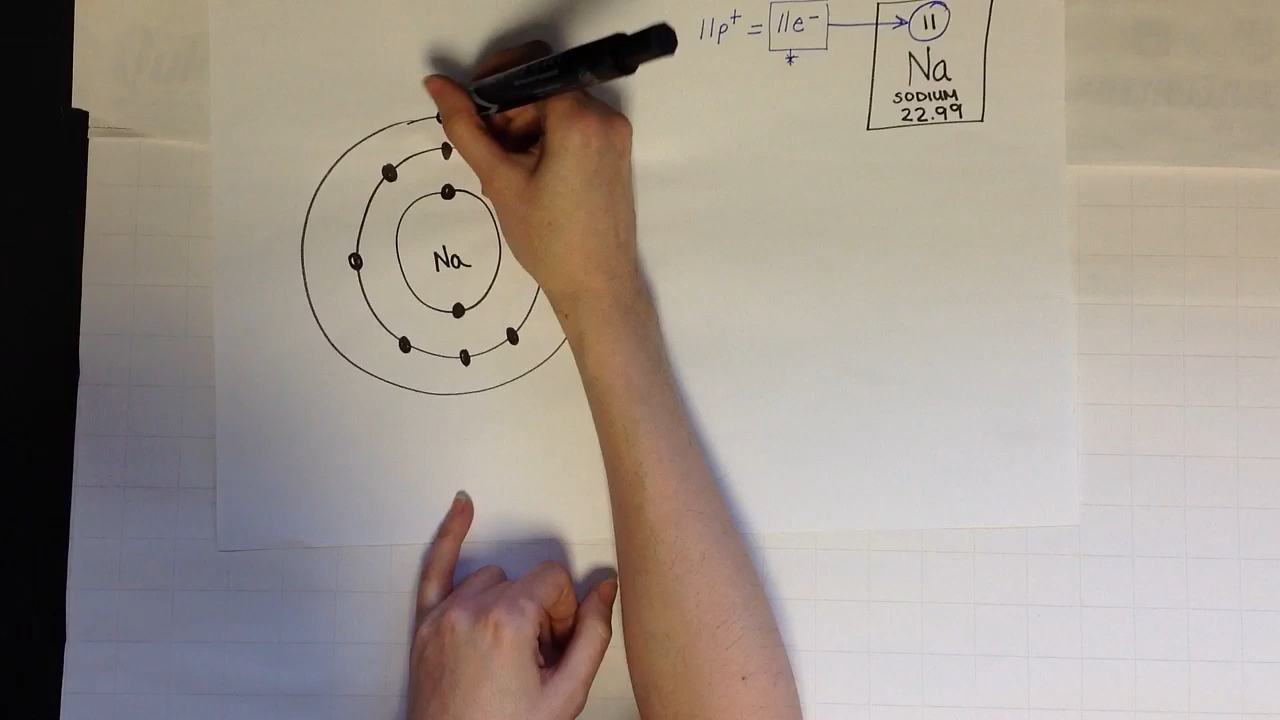 11p⁺ = 11e⁻
*
11
Na
SODIUM
22.99
Na